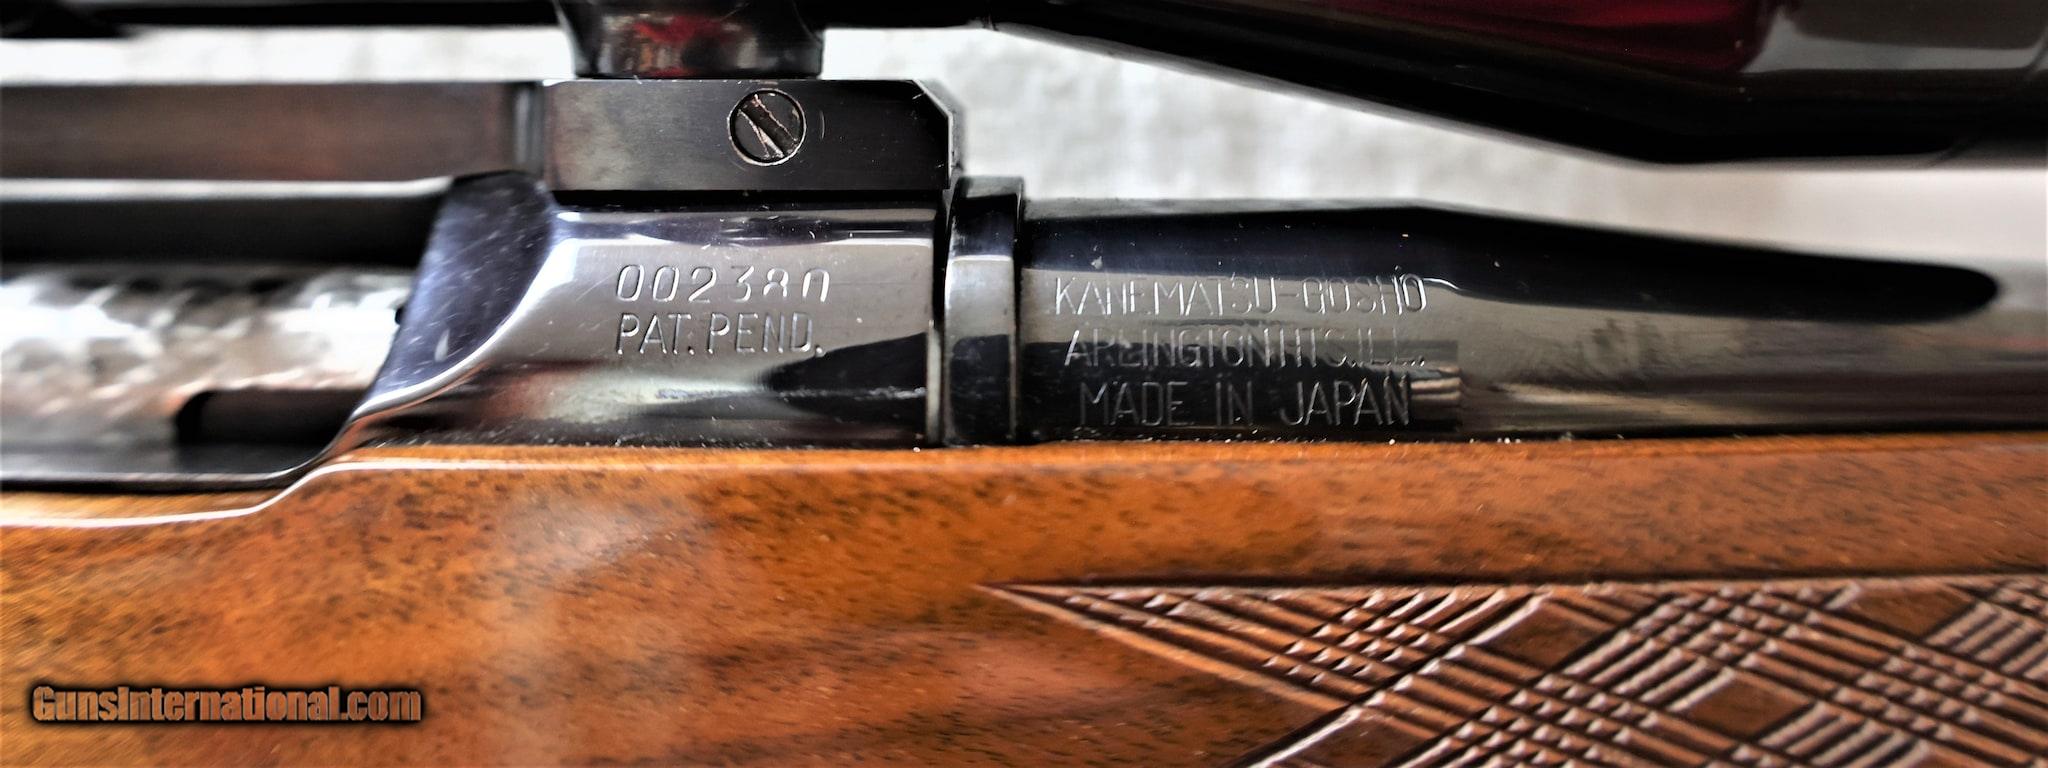 002380
PAT. PEND.
KANEMATSU-GOSHO
ARLINGTON HTS. ILL.
MADE IN JAPAN
GunsInternational.com